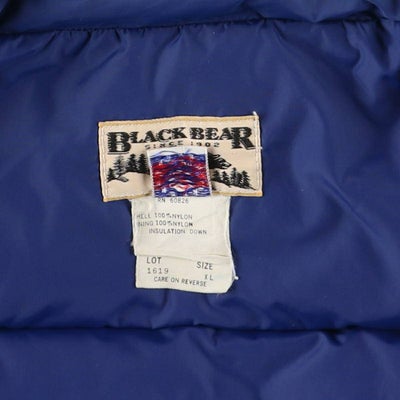 BLACK BEAR
SINCE 1902
RN 60826
HELL 100% NYLON
NING 100% NYLON
INSULATION DOWN
LOT SIZE
1619 XL
CARE ON REVERSE